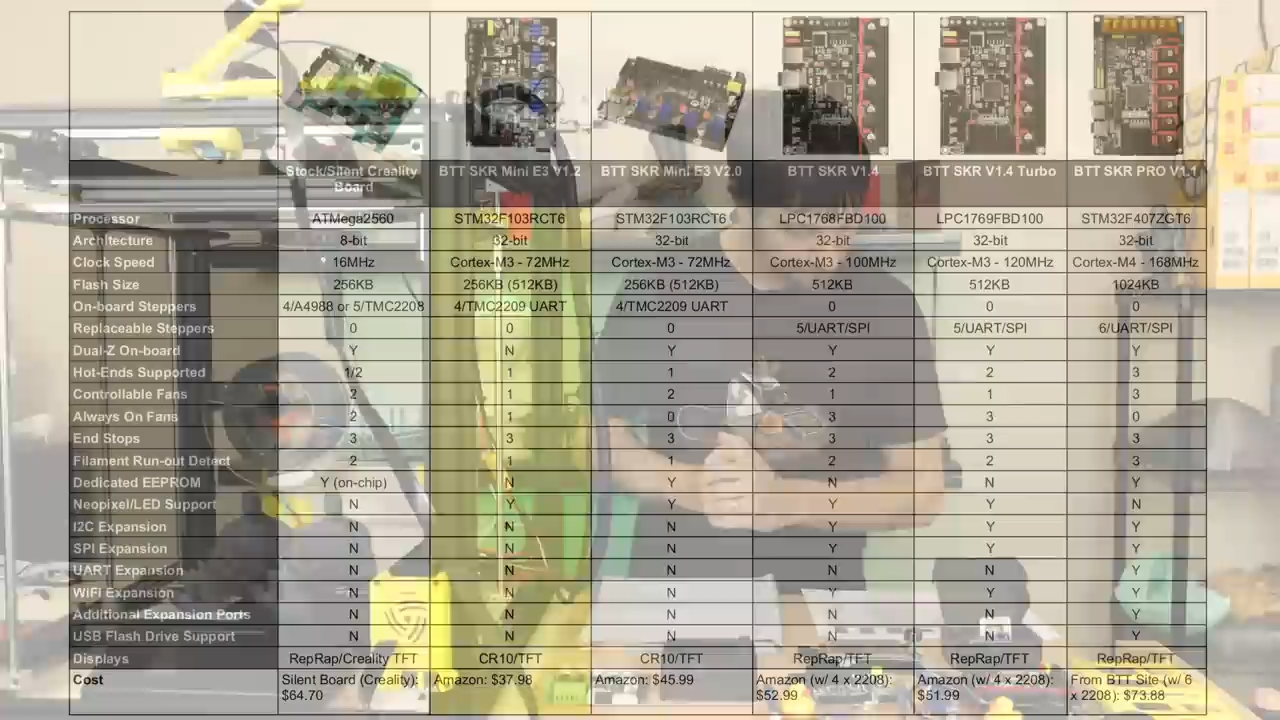 Stock/Silent Creality Board BTT SKR Mini E3 V1.2 BTT SKR Mini E3 V2.0 BTT SKR V1.4 BTT SKR V1.4 Turbo BTT SKR PRO V1.1
Processor ATMega2560 STM32F103RCT6 STM32F103RCT6 LPC1768FBD100 LPC1769FBD100 STM32F407ZGT6
Architecture 8-bit 32-bit 32-bit 32-bit 32-bit 32-bit
Clock Speed 16MHz Cortex-M3 - 72MHz Cortex-M3 - 72MHz Cortex-M3 - 100MHz Cortex-M3 - 120MHz Cortex-M4 - 168MHz
Flash Size 256KB 256KB (512KB) 256KB (512KB) 512KB 512KB 1024KB
On-board Steppers 4/A4988 or 5/TMC2208 4/TMC2209 UART 4/TMC2209 UART 0 0 0
Replaceable Steppers 0 0 0 5/UART/SPI 5/UART/SPI 6/UART/SPI
Dual-Z On-board Y N Y Y Y Y
Hot-Ends Supported 1/2 1 1 2 2 3
Controllable Fans 2 1 2 1 1 3
Always On Fans 2 1 0 3 3 0
End Stops 3 3 3 3 3 3
Filament Run-out Detect 2 1 1 2 2 3
Dedicated EEPROM Y (on-chip) N Y N N Y
Neopixel/LED Support N Y Y Y Y N
I2C Expansion N N N Y Y Y
SPI Expansion N N N Y Y Y
UART Expansion N N N N N Y
WiFi Expansion N N N Y Y Y
Additional Expansion Ports N N N N N Y
USB Flash Drive Support N N N N N Y
Displays RepRap/Creality TFT CR10/TFT CR10/TFT RepRap/TFT RepRap/TFT RepRap/TFT
Cost Silent Board (Creality): $64.70 Amazon: $37.98 Amazon: $45.99 Amazon (w/ 4 x 2208): $52.99 Amazon (w/ 4 x 2208): $51.99 From BTT Site (w/ 6 x 2208): $73.88